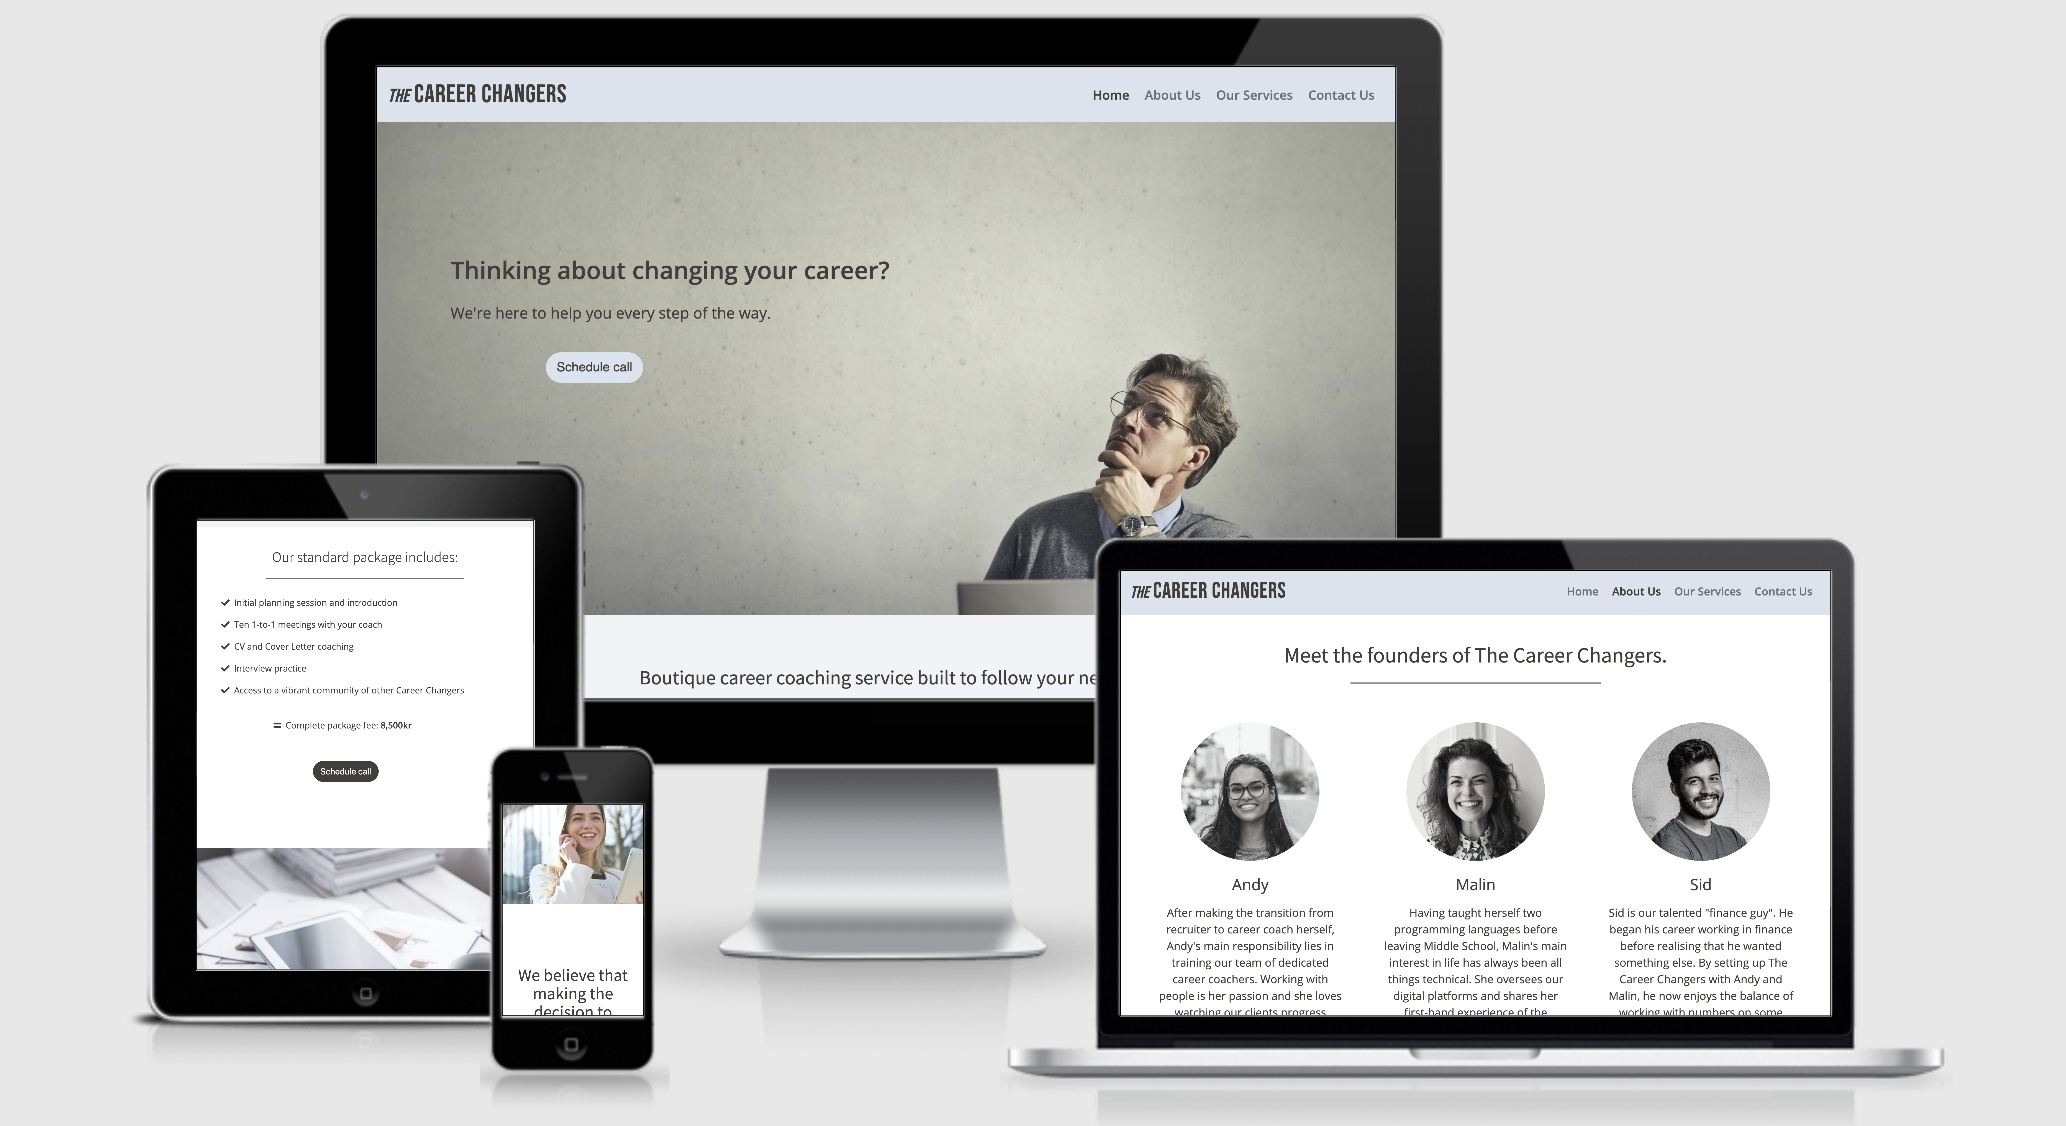 THE CAREER CHANGERS
Home About Us Our Services Contact Us
Thinking about changing your career?
We're here to help you every step of the way.
Schedule call
Boutique career coaching service built to follow your
Our standard package includes:
Initial planning session and introduction
Ten 1-to-1 meetings with your coach
CV and Cover Letter coaching
Interview practice
Access to a vibrant community of other Career Changers
= Complete package fee: 8,500kr
Schedule call
We believe that
making the
decision to
THE CAREER CHANGERS
Home About Us Our Services Contact Us
Meet the founders of The Career Changers.
Andy
After making the transition from
recruiter to career coach herself,
Andy's main responsibility lies in
training our team of dedicated
career coachers. Working with
people is her passion and she loves
watching our clients progress
Malin
Having taught herself two
programming languages before
leaving Middle School, Malin's main
interest in life has always been all
things technical. She oversees our
digital platforms and shares her
first-hand experience of the
Sid
Sid is our talented "finance guy". He
began his career working in finance
before realising that he wanted
something else. By setting up The
Career Changers with Andy and
Malin, he now enjoys the balance of
working with numbers on some